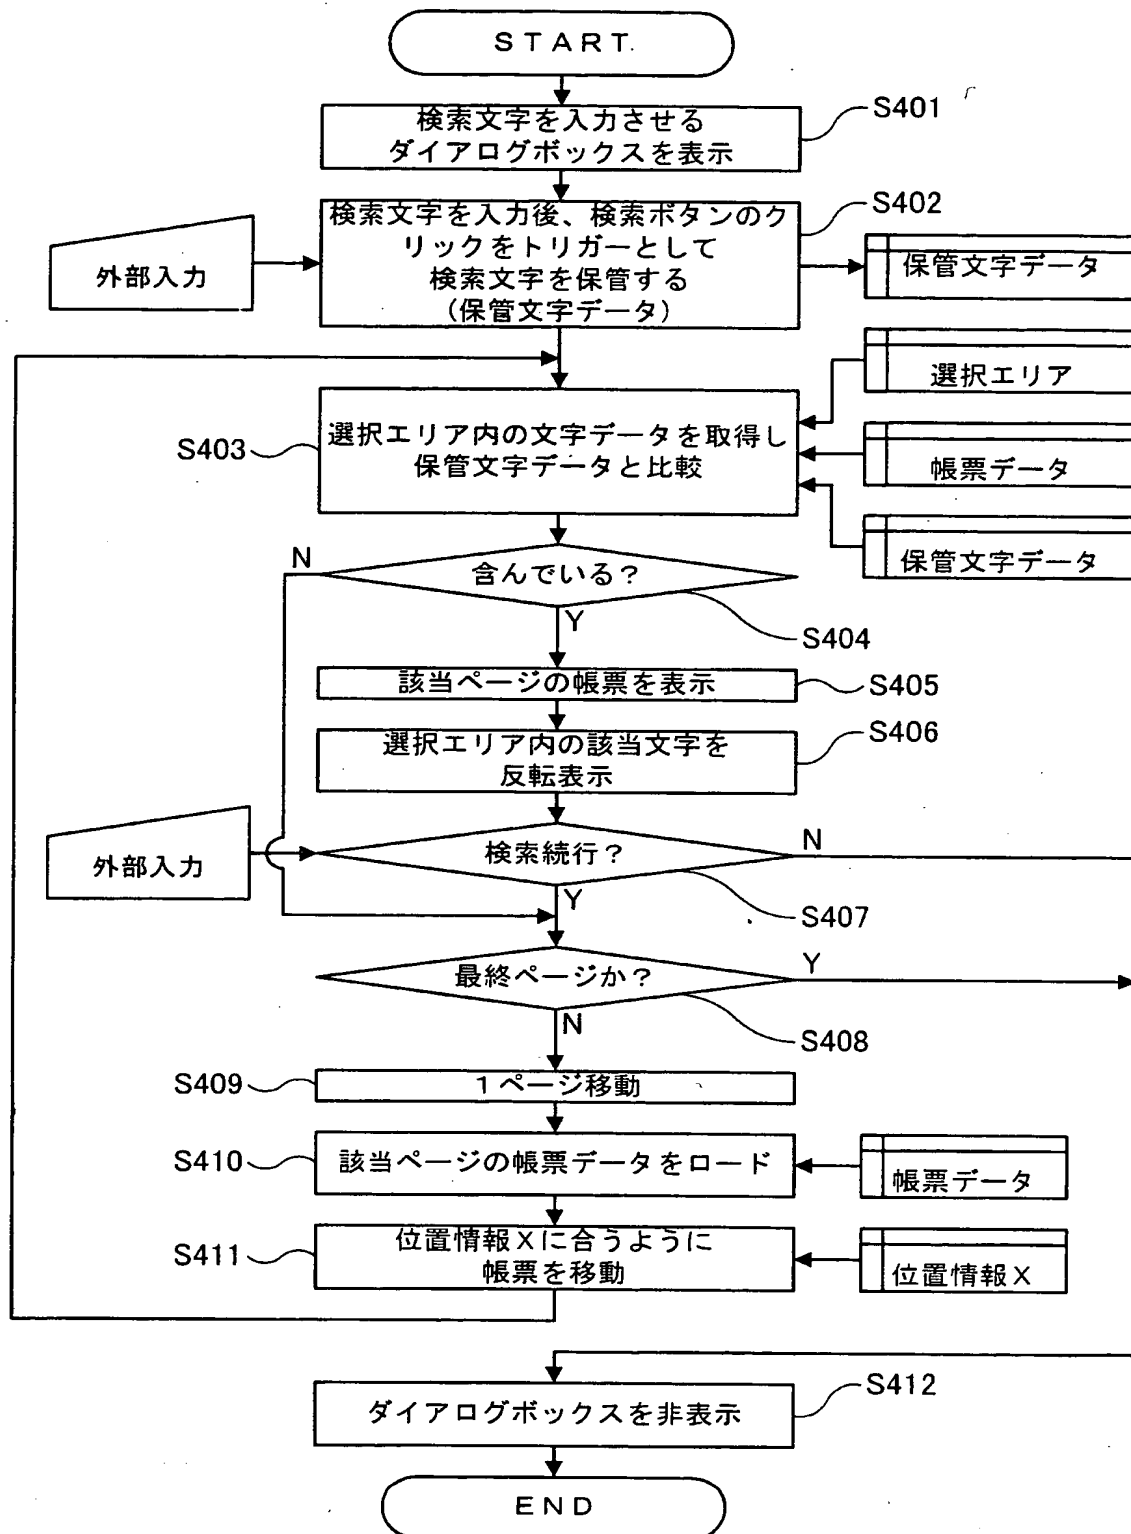 START
S401
検索文字を入力させる
ダイアログボックスを表示
S402
検索文字を入力後、検索ボタンのク
リックをトリガーとして
検索文字を保管する
(保管文字データ)
外部入力
保管文字データ
選択エリア
S403
選択エリア内の文字データを取得し
保管文字データと比較
帳票データ
保管文字データ
N
含んでいる?
Y
S404
該当ページの帳票を表示
S405
選択エリア内の該当文字を
反転表示
S406
外部入力
検索続行?
N
Y
S407
最終ページか?
Y
N
S408
S409
1ページ移動
S410
該当ページの帳票データをロード
帳票データ
S411
位置情報Xに合うように
帳票を移動
位置情報X
S412
ダイアログボックスを非表示
END